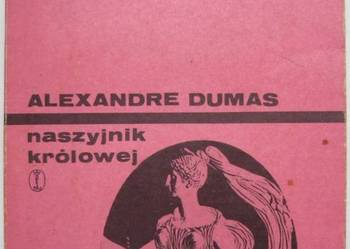 ALEXANDRE DUMAS
naszyjnik
królowej